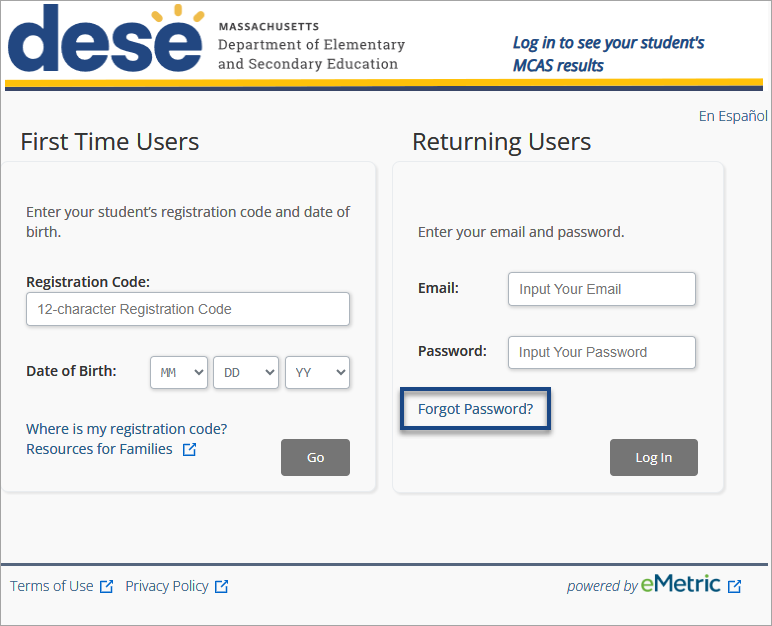 dese
MASSACHUSETTS
Department of Elementary
and Secondary Education
Log in to see your student's
MCAS results
En Español
First Time Users
Enter your student's registration code and date of
birth.
Registration Code:
12-character Registration Code
Date of Birth:
MM
DD
YY
Where is my registration code?
Resources for Families
Go
Returning Users
Enter your email and password.
Email:
Input Your Email
Password:
Input Your Password
Forgot Password?
Log In
Terms of Use
Privacy Policy
powered by eMetric